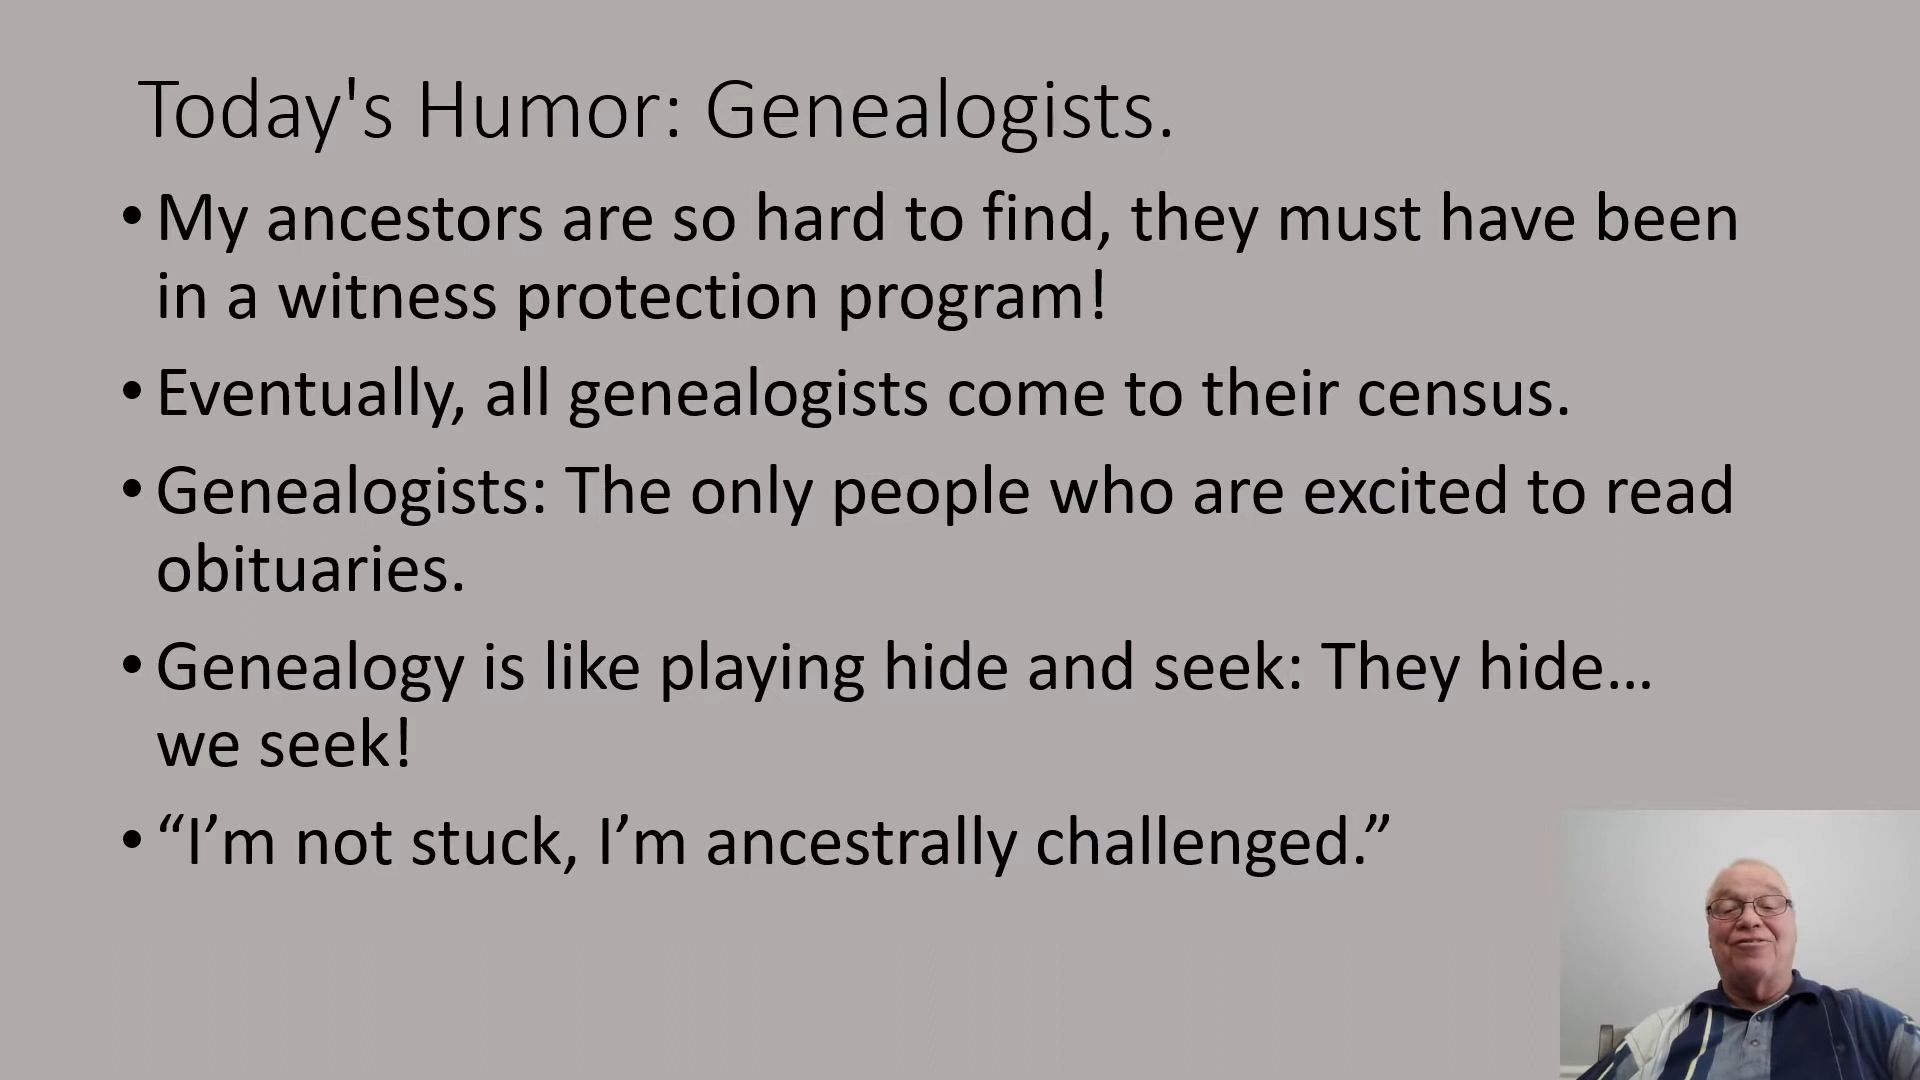 Today's Humor: Genealogists.
• My ancestors are so hard to find, they must have been
in a witness protection program!
• Eventually, all genealogists come to their census.
• Genealogists: The only people who are excited to read
obituaries.
• Genealogy is like playing hide and seek: They hide…
we seek!
• “I’m not stuck, I’m ancestrally challenged.”